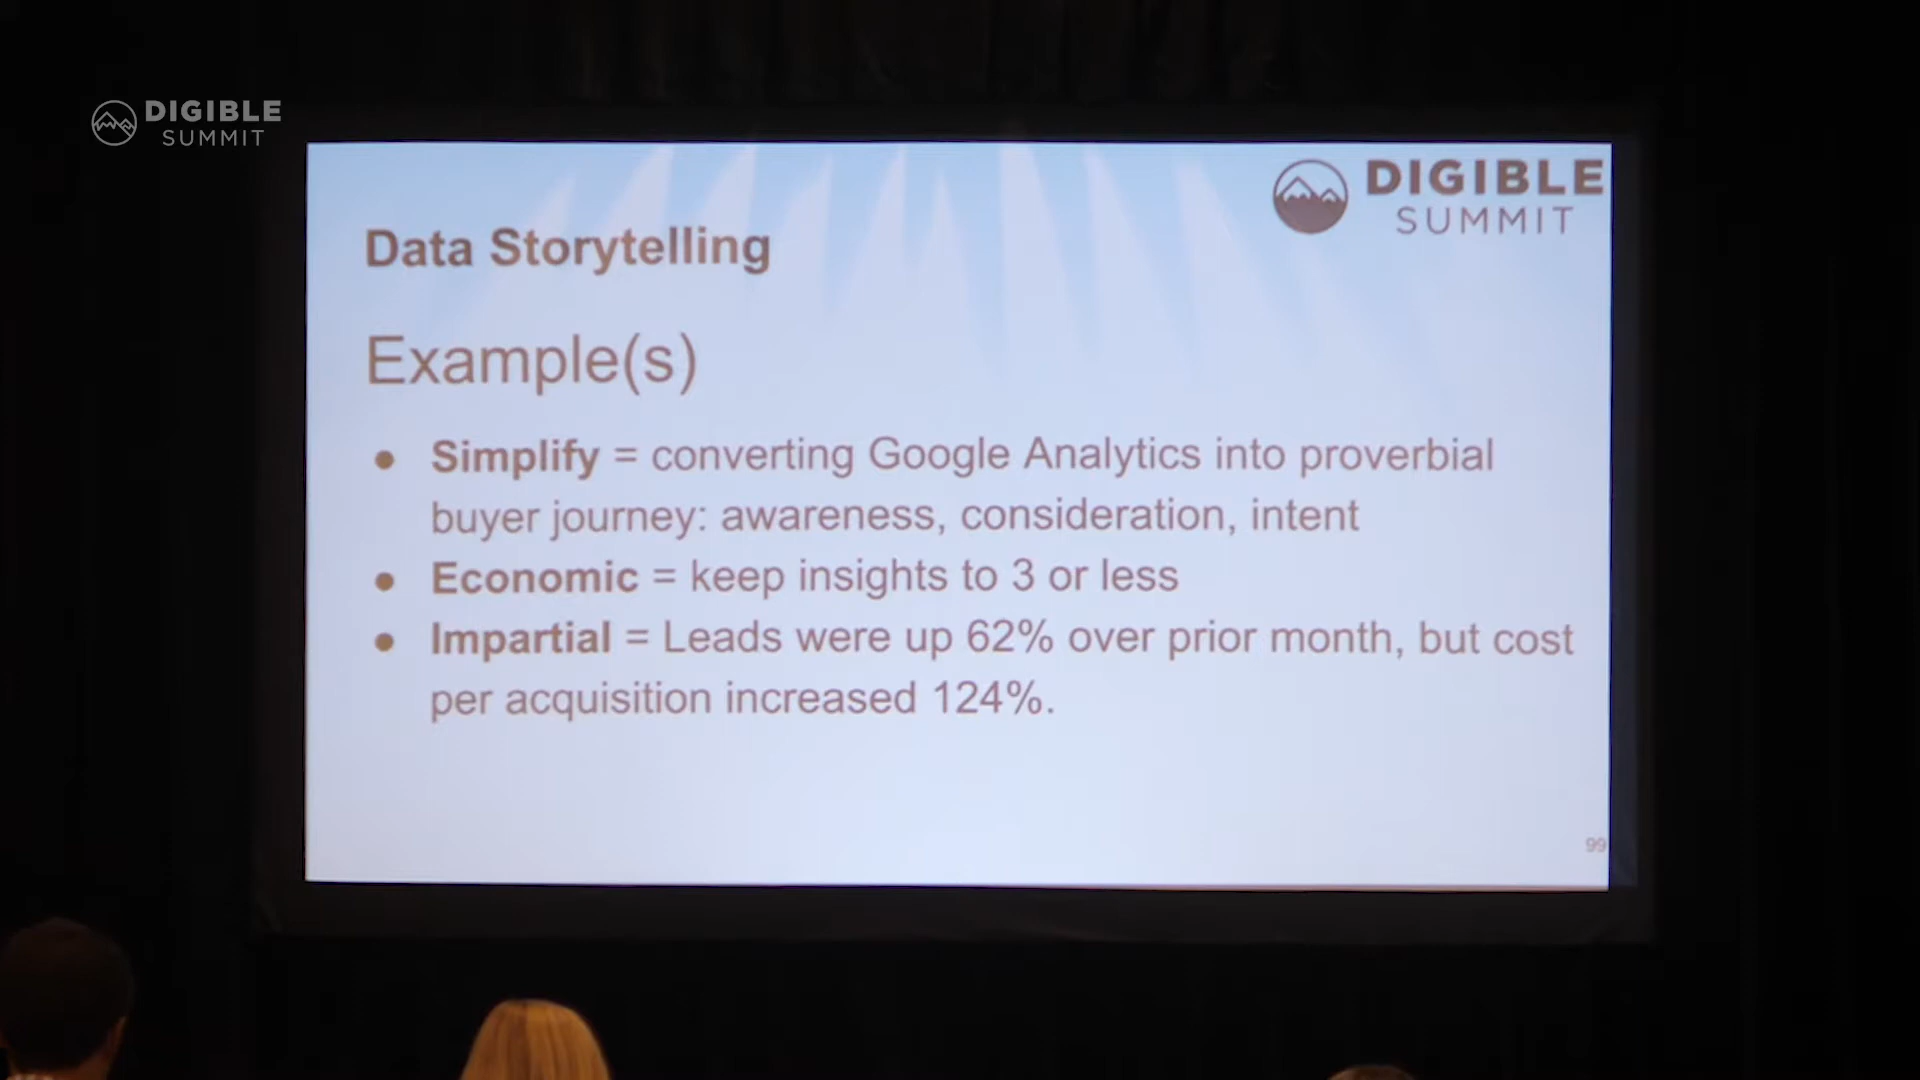 DIGIBLE
SUMMIT
DIGIBLE
SUMMIT
Data Storytelling
Example(s)
● Simplify = converting Google Analytics into proverbial
buyer journey: awareness, consideration, intent
● Economic = keep insights to 3 or less
● Impartial = Leads were up 62% over prior month, but cost
per acquisition increased 124%.
99